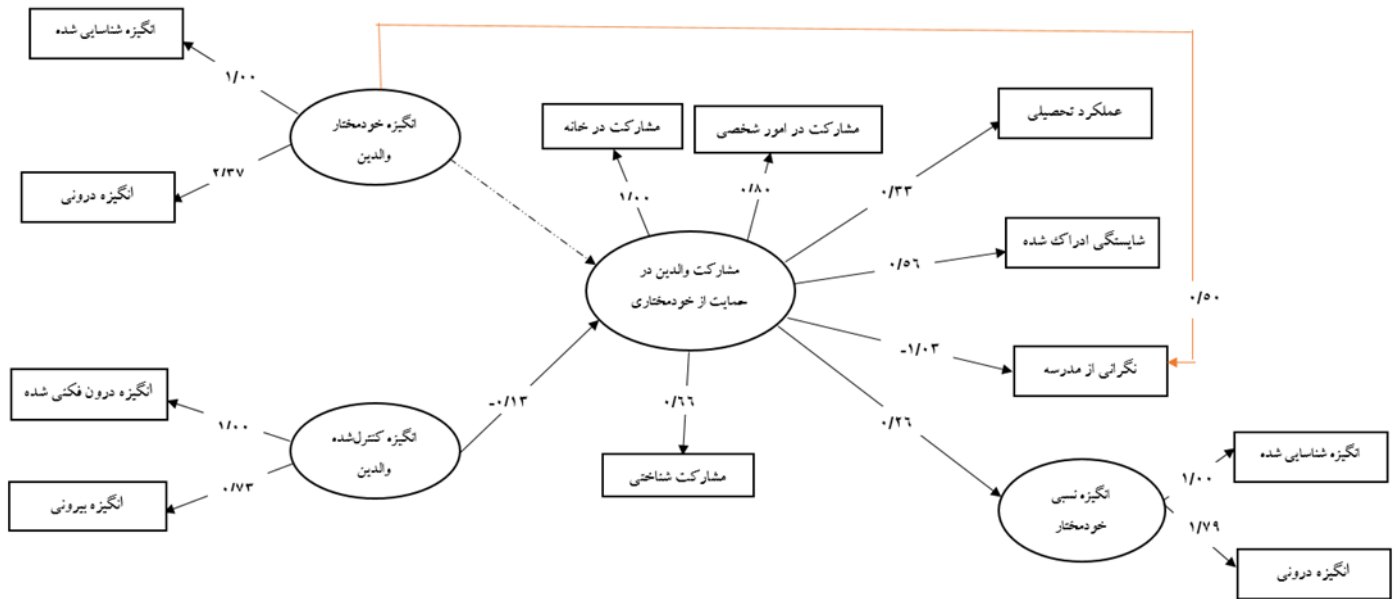 انگیزه شناسایی شده
۱/۰۰
انگیزه خودمختار
والدین
۲/۳۷
انگیزه درونی
مشارکت در خانه
مشارکت در امور شخصی
عملکرد تحصیلی
۱/۰۰
۰/۸۰
۰/۳۳
مشارکت والدین در
حمایت از خودمختاری
شایستگی ادراک شده
۰/۵۶
۰/۵۰
نگرانی از مدرسه
-۱/۰۳
انگیزه درون فکنی شده
۱/۰۰
انگیزه کنترل‌شده
والدین
-۰/۱۳
۰/۶۶
۰/۲۶
انگیزه بیرونی
۰/۷۳
مشارکت شناختی
انگیزه نسبی
خودمختار
انگیزه شناسایی شده
۱/۰۰
۱/۷۹
انگیزه درونی